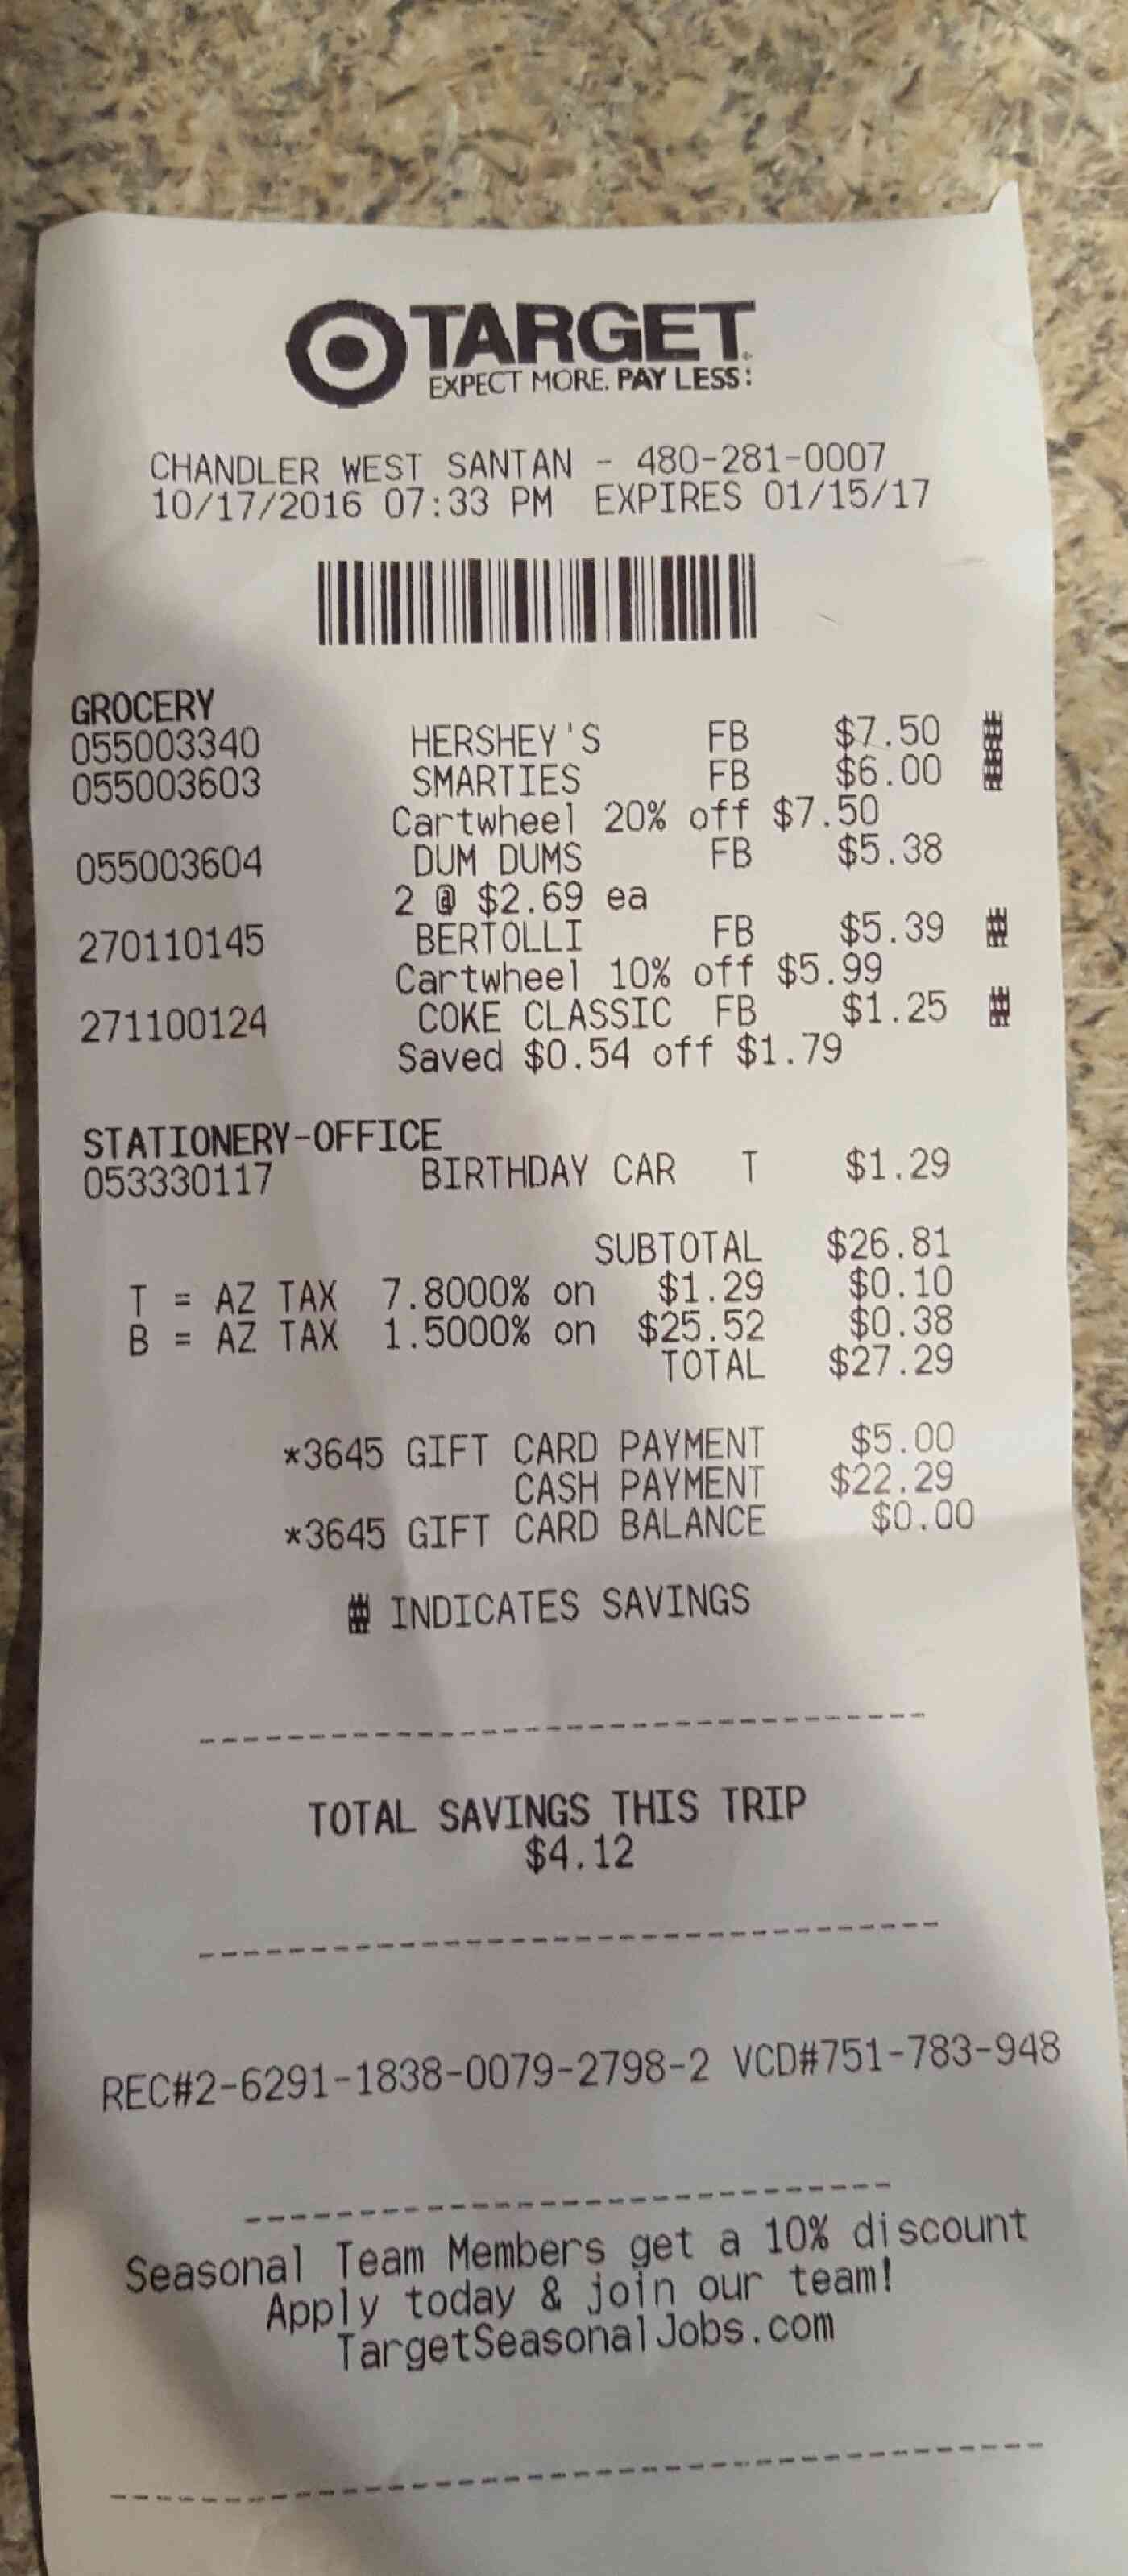 TARGET
EXPECT MORE. PAY LESS.
CHANDLER WEST SANTAN - 480-281-0007
10/17/2016 07:33 PM EXPIRES 01/15/17
GROCERY
055003340 HERSHEY'S FB $7.50
055003603 SMARTIES FB $6.00
Cartwheel 20% off $7.50
055003604 DUM DUMS FB $5.38
2 @ $2.69 ea
270110145 BERTOLLI FB $5.39
Cartwheel 10% off $5.99
271100124 COKE CLASSIC FB $1.25
Saved $0.54 off $1.79
STATIONERY-OFFICE
053330117 BIRTHDAY CAR T $1.29
SUBTOTAL $26.81
T = AZ TAX 7.8000% on $1.29 $0.10
B = AZ TAX 1.5000% on $25.52 $0.38
TOTAL $27.29
*3645 GIFT CARD PAYMENT $5.00
CASH PAYMENT $22.29
*3645 GIFT CARD BALANCE $0.00
INDICATES SAVINGS
TOTAL SAVINGS THIS TRIP
$4.12
REC#2-6291-1838-0079-2798-2 VCD#751-783-948
Seasonal Team Members get a 10% discount
Apply today & join our team!
TargetSeasonalJobs.com